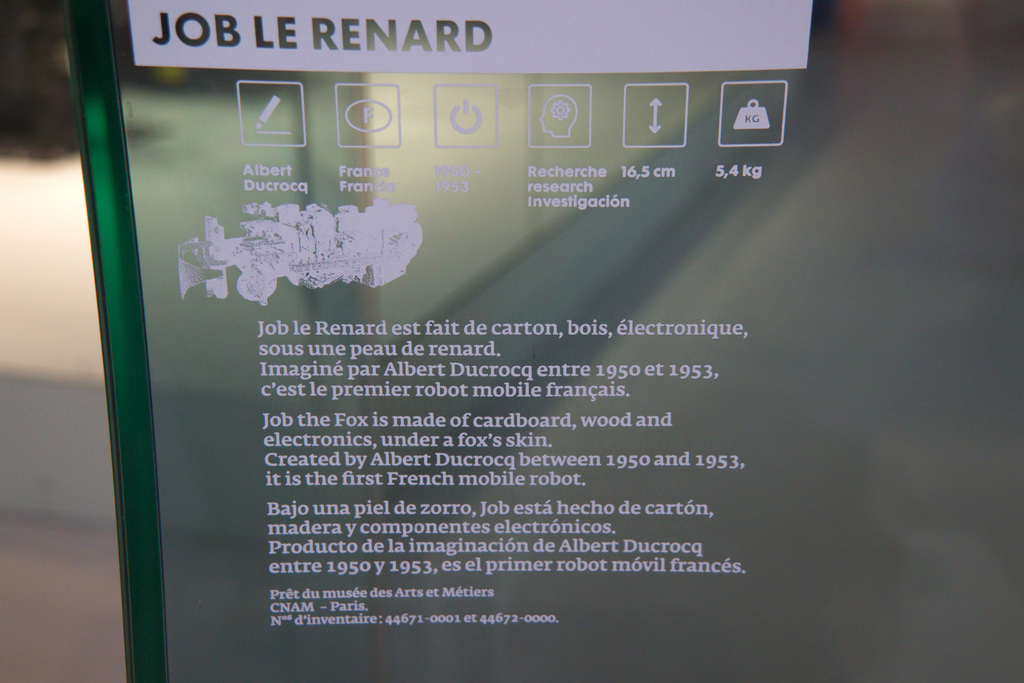 JOB LE RENARD
F
KG
Albert
Ducrocq
France
Francia
1950 -
1953
Recherche
research
Investigación
16,5 cm
5,4 kg
Job le Renard est fait de carton, bois, électronique,
sous une peau de renard.
Imaginé par Albert Ducrocq entre 1950 et 1953,
c'est le premier robot mobile français.
Job the Fox is made of cardboard, wood and
electronics, under a fox's skin.
Created by Albert Ducrocq between 1950 and 1953,
it is the first French mobile robot.
Bajo una piel de zorro, Job está hecho de cartón,
madera y componentes electrónicos.
Producto de la imaginación de Albert Ducrocq
entre 1950 y 1953, es el primer robot móvil francés.
Prêt du musée des Arts et Métiers
CNAM – Paris.
Nos d'inventaire : 44671-0001 et 44672-0000.